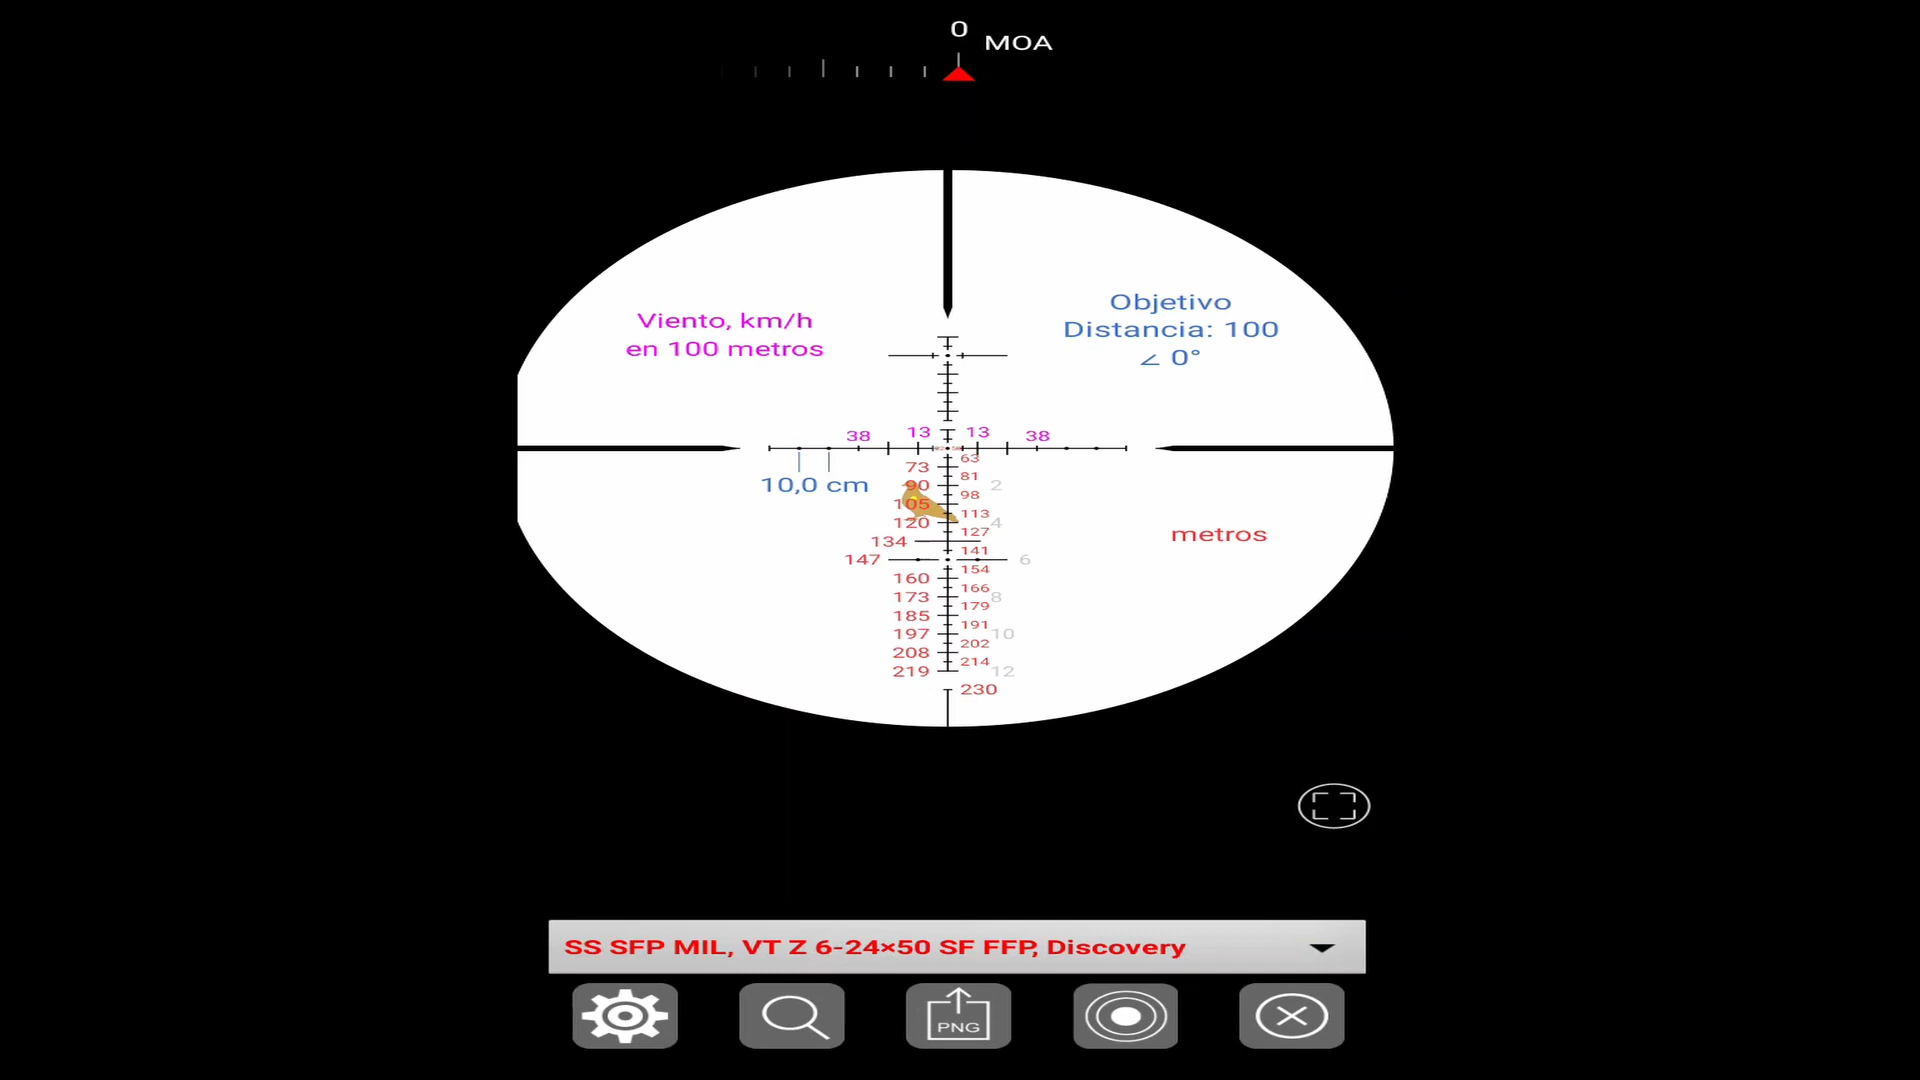 0
MOA
Viento, km/h
en 100 metros
Objetivo
Distancia: 100
∠ 0°
38 13 13 38
63
73
81
10,0 cm
90 2
98
105
113
120 4
127
134
141
147 6
154
160
166
173 8
179
185
191
197 10
202
208
214
219 12
230
metros
SS SFP MIL, VT Z 6-24×50 SF FFP, Discovery
PNG